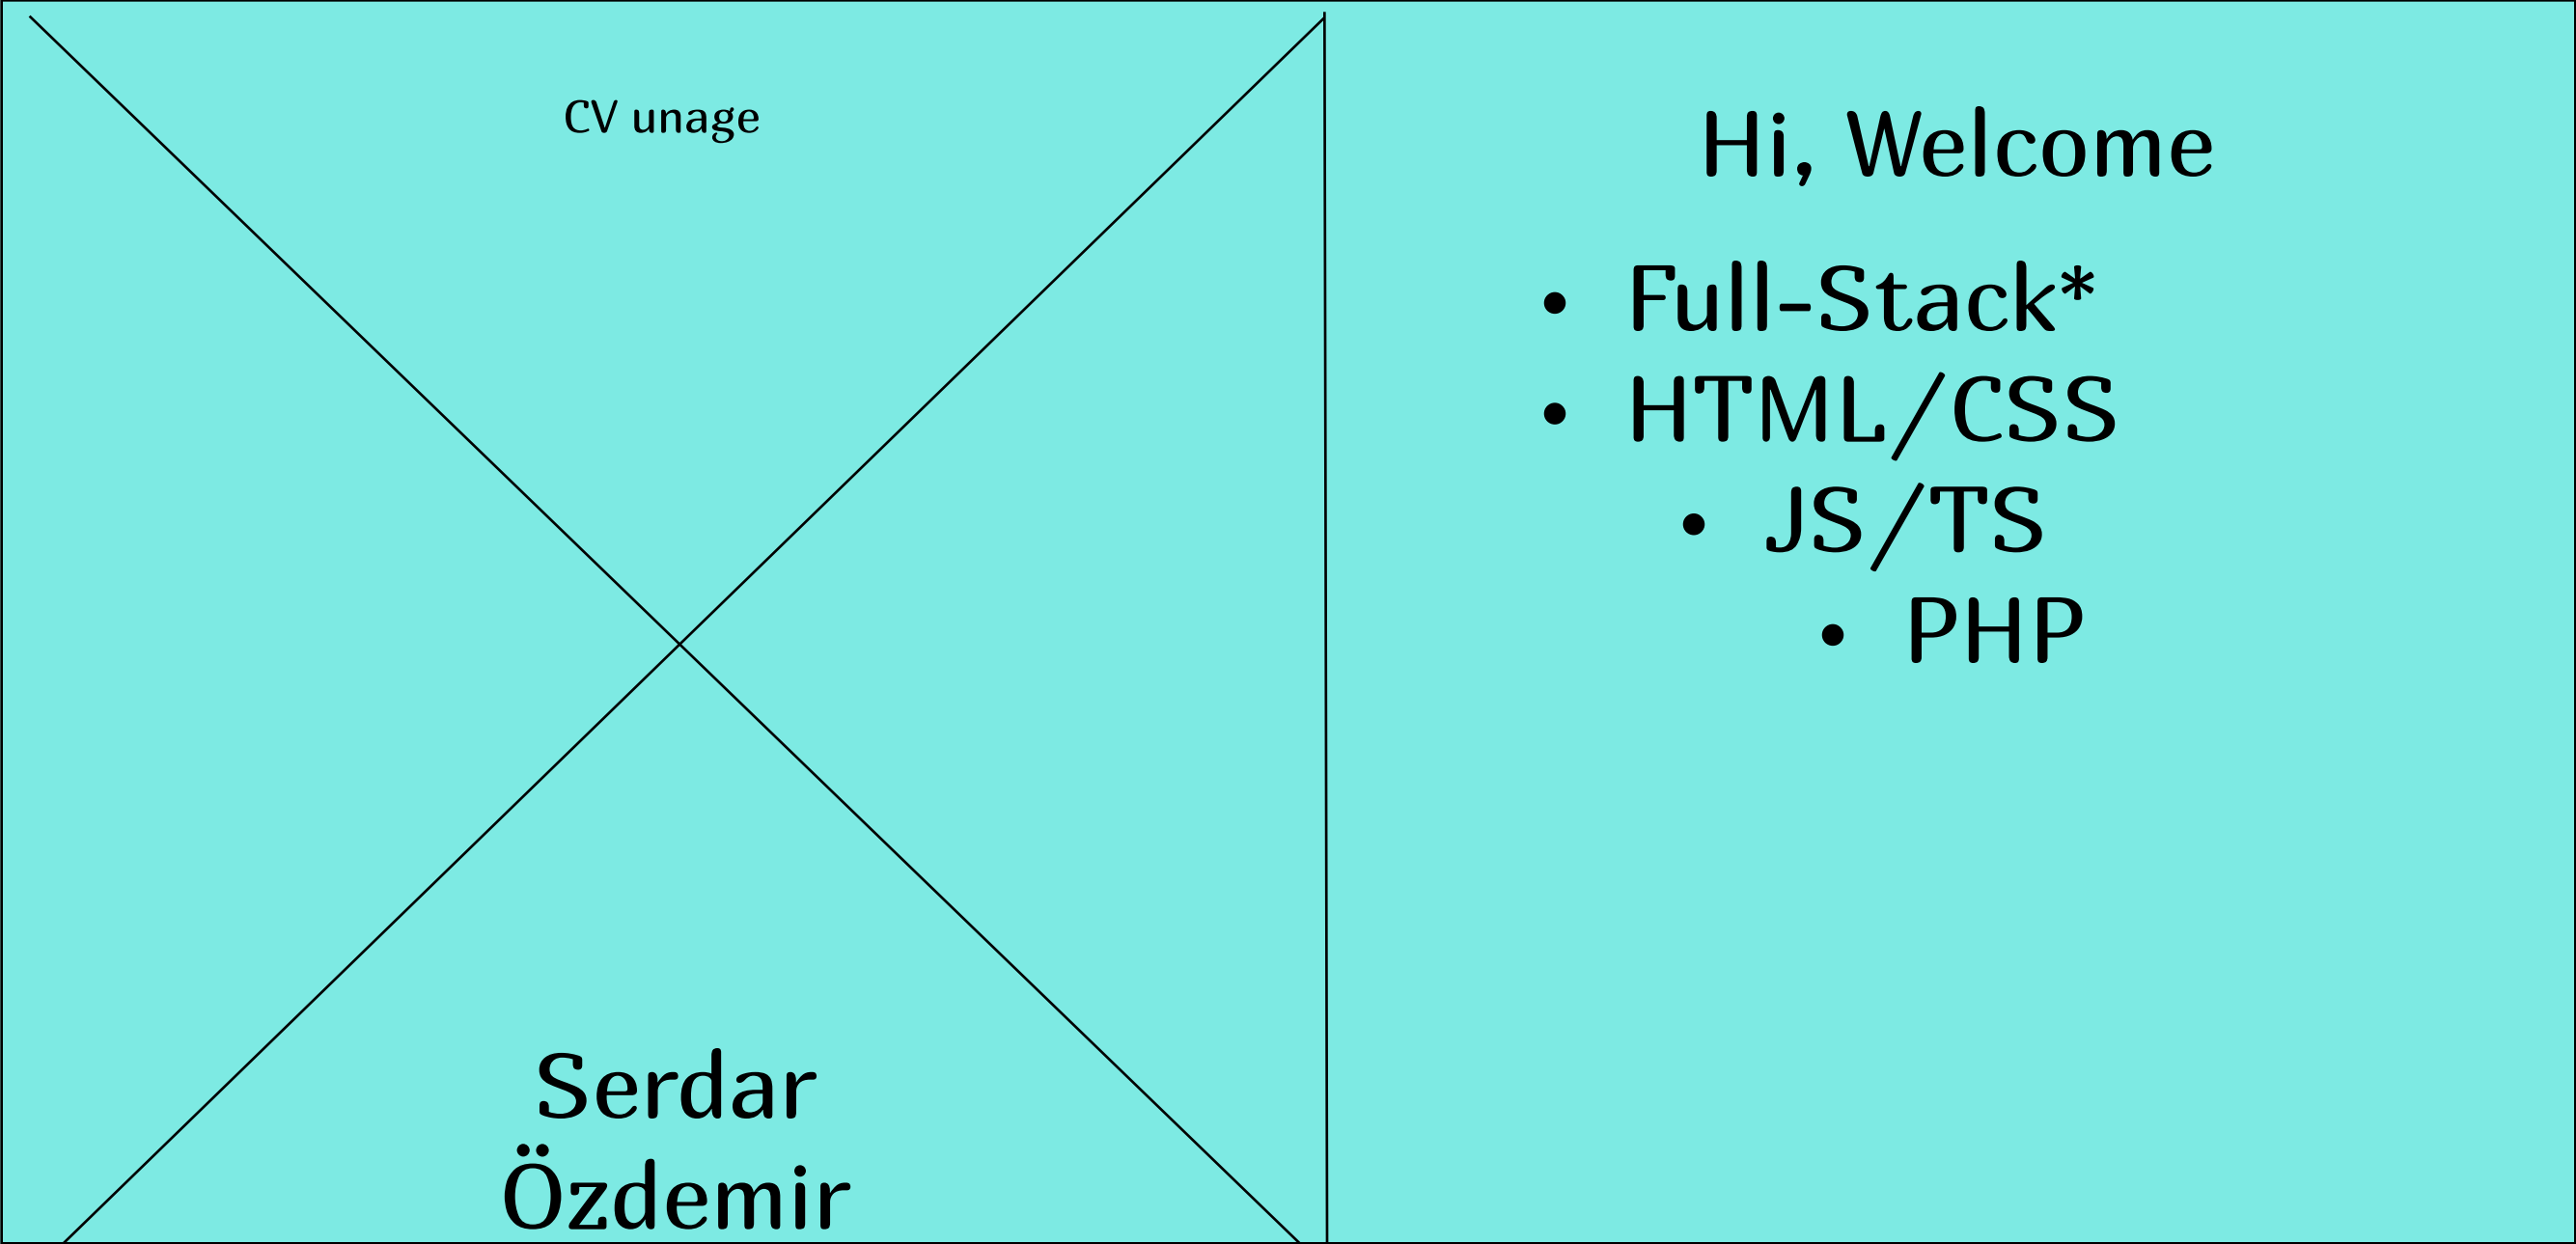 CV unage
Serdar
Özdemir
Hi, Welcome
• Full-Stack*
• HTML/CSS
• JS/TS
• PHP